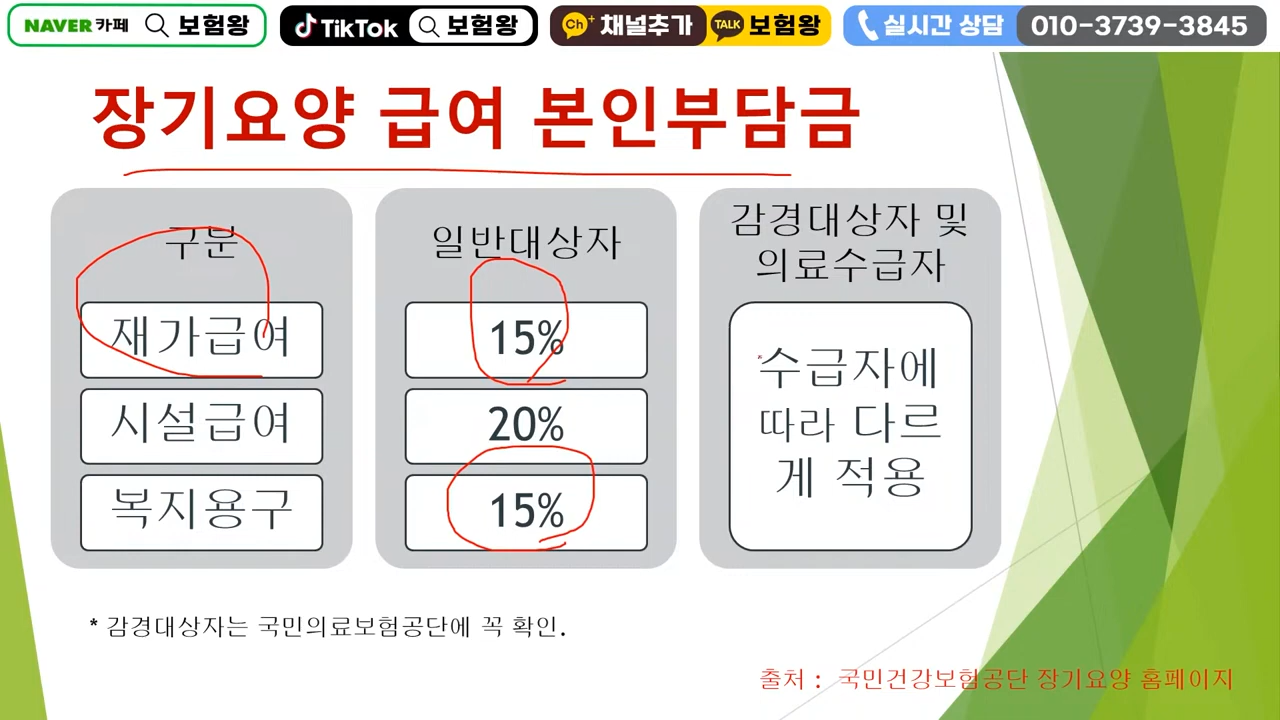 NAVER 카페 보험왕
TikTok 보험왕
Ch+ 채널추가 TALK 보험왕
실시간 상담 010-3739-3845
장기요양 급여 본인부담금
구분
재가급여
시설급여
복지용구
일반대상자
15%
20%
15%
감경대상자 및
의료수급자
수급자에
따라 다르
게 적용
* 감경대상자는 국민의료보험공단에 꼭 확인.
출처 : 국민건강보험공단 장기요양 홈페이지